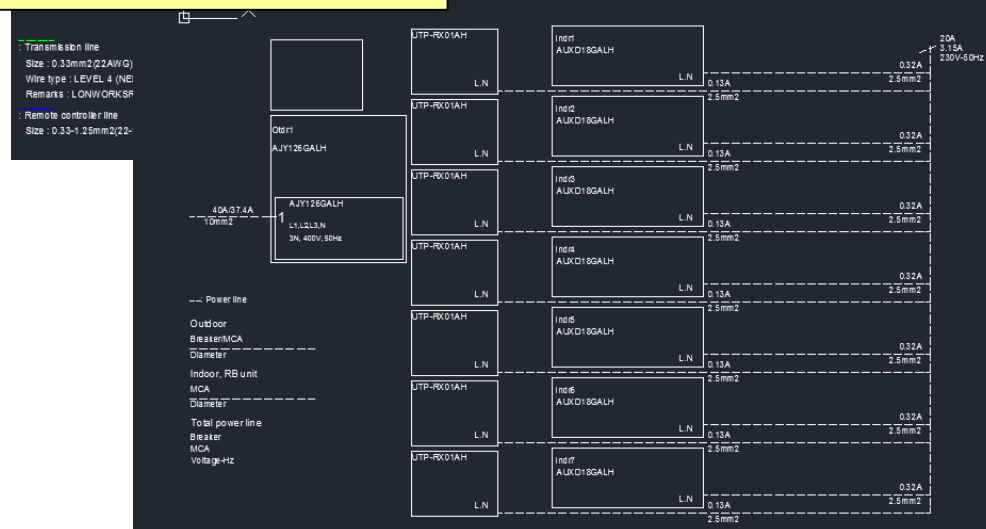 : Transmission line
Size : 0.33mm2(22AWG)
Wire type : LEVEL 4 (NE
Remarks : LONWORKSR
: Remote controller line
Size : 0.33-1.25mm2(22-
Otdr1
AJY126GALH
40A/37.4A
10mm2
1
AJY126GALH
L1,L2,L3,N
3N, 400V, 50Hz
---: Power line
Outdoor
Breaker/MCA
Diameter
Indoor, RB unit
MCA
Diameter
Total power line
Breaker
MCA
Voltage-Hz
UTP-RX01AH
L.N
Indr1
AUXD18GALH
L.N
0.32A
2.5mm2
0.13A
2.5mm2
20A
3.15A
230V-50Hz
UTP-RX01AH
L.N
Indr2
AUXD18GALH
L.N
0.32A
2.5mm2
0.13A
2.5mm2
UTP-RX01AH
L.N
Indr3
AUXD18GALH
L.N
0.32A
2.5mm2
0.13A
2.5mm2
UTP-RX01AH
L.N
Indr4
AUXD18GALH
L.N
0.32A
2.5mm2
0.13A
2.5mm2
UTP-RX01AH
L.N
Indr5
AUXD18GALH
L.N
0.32A
2.5mm2
0.13A
2.5mm2
UTP-RX01AH
L.N
Indr6
AUXD18GALH
L.N
0.32A
2.5mm2
0.13A
2.5mm2
UTP-RX01AH
L.N
Indr7
AUXD18GALH
L.N
0.32A
2.5mm2
0.13A
2.5mm2